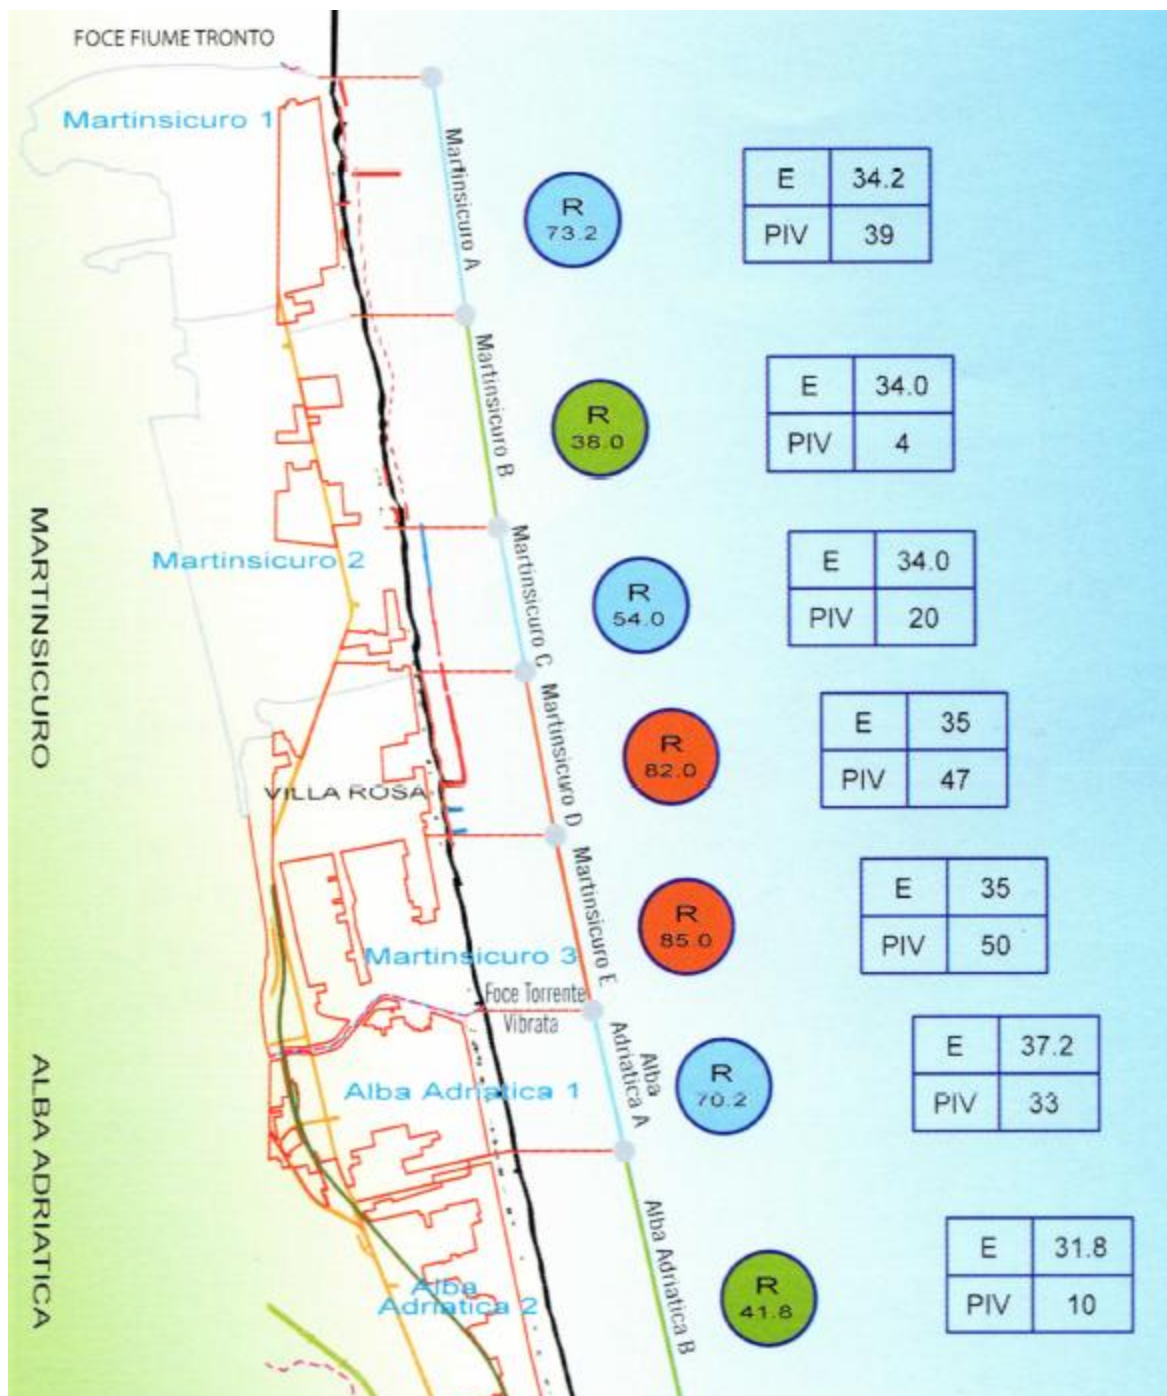 FOCE FIUME TRONTO
Martinsicuro 1
Martinsicuro A
R
73.2
E 34.2
PIV 39
Martinsicuro B
R
38.0
E 34.0
PIV 4
MARTINSICURO
Martinsicuro 2
Martinsicuro C
R
54.0
E 34.0
PIV 20
VILLA ROSA
Martinsicuro D
R
82.0
E 35
PIV 47
Martinsicuro 3
Martinsicuro E
R
85.0
E 35
PIV 50
Foce Torrente
Vibrata
ALBA ADRIATICA
Alba Adriatica 1
Alba
Adriatica A
R
70.2
E 37.2
PIV 33
Alba
Adriatica 2
Alba Adriatica B
R
41.8
E 31.8
PIV 10